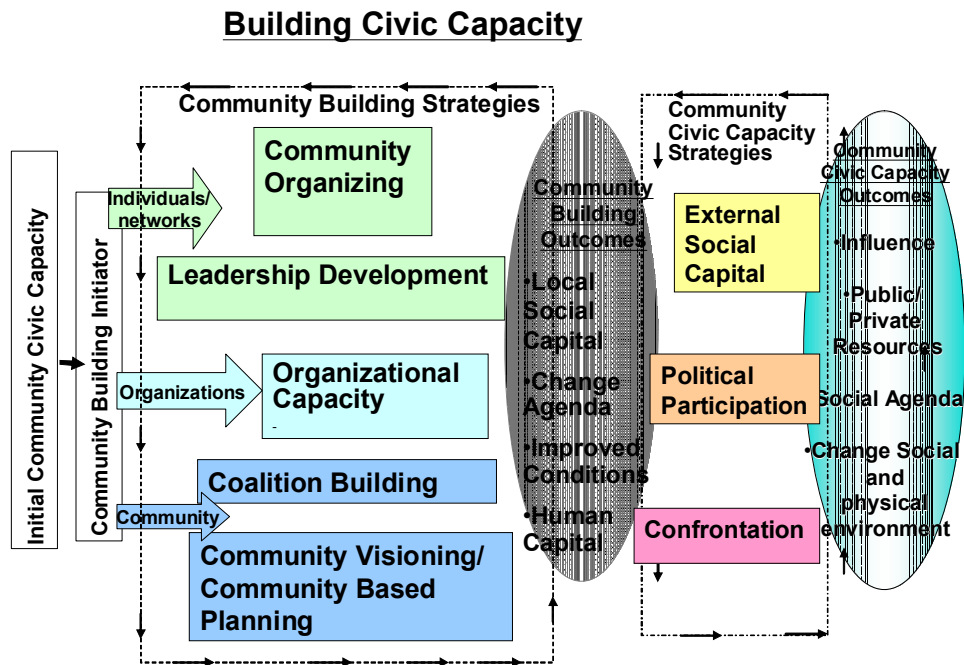 Building Civic Capacity
Initial Community Civic Capacity
Community Building Initiator
Community Building Strategies
Individuals/
networks
Community
Organizing
Leadership Development
Organizations
Organizational
Capacity
-
Community
Coalition Building
Community Visioning/
Community Based
Planning
Community
Building
Outcomes
•Local
Social
Capital
•Change
Agenda
•Improved
Conditions
•Human
Capital
Community
Civic Capacity
Strategies
External
Social
Capital
Political
Participation
Confrontation
Community
Civic Capacity
Outcomes
•Influence
•Public/
Private
Resources
Social Agenda
•Change Social
and
physical
environment